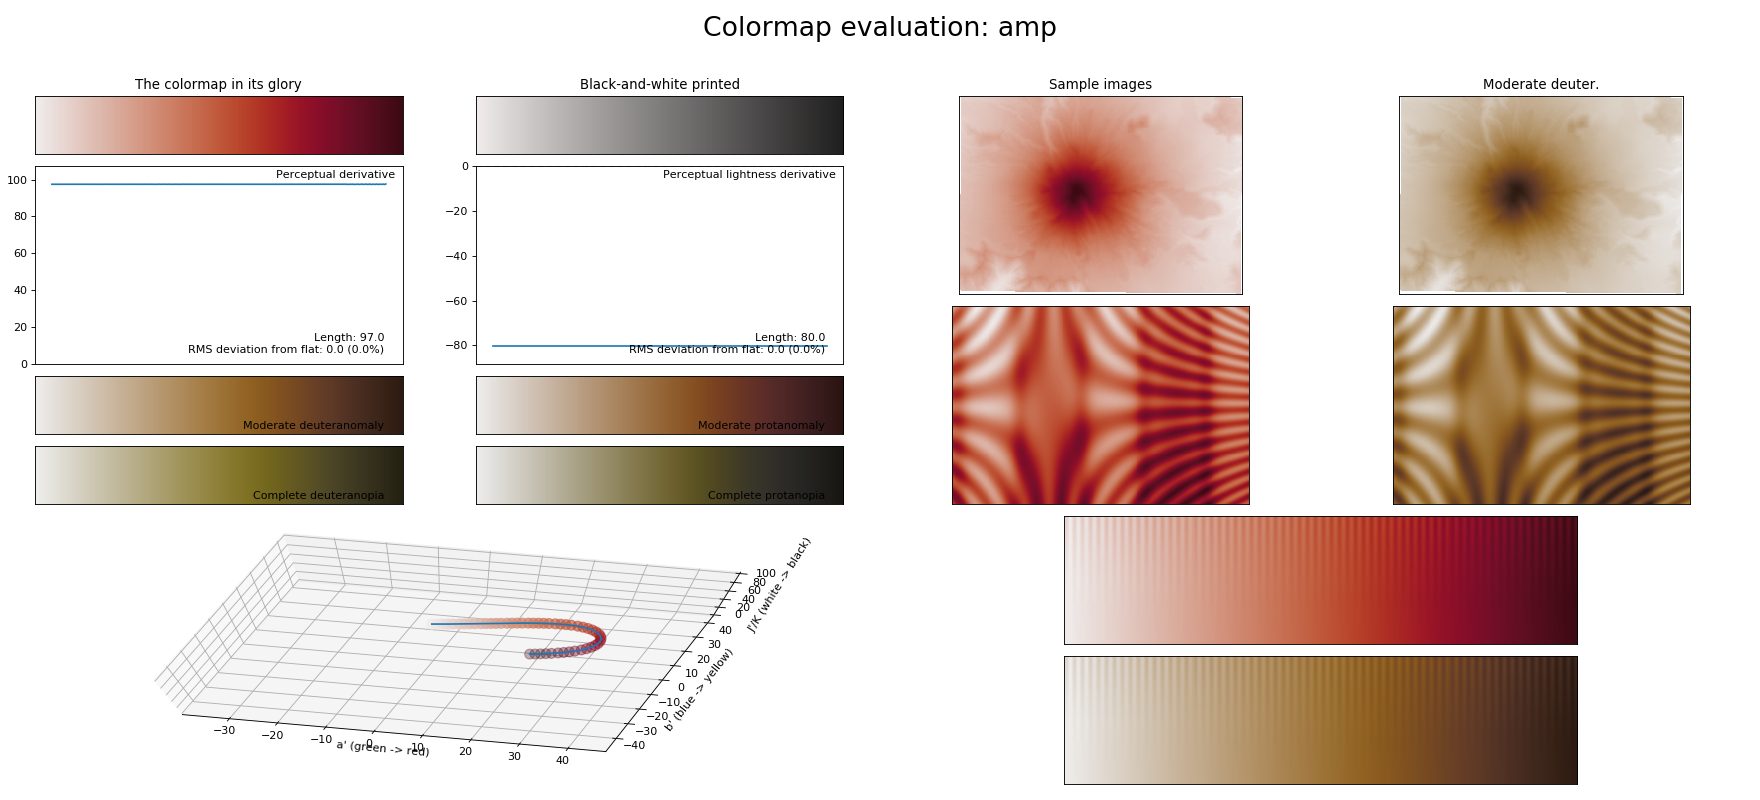 Colormap evaluation: amp
The colormap in its glory
Black-and-white printed
Sample images
Moderate deuter.
Perceptual derivative
100
80
60
40
20
0
Length: 97.0
RMS deviation from flat: 0.0 (0.0%)
Perceptual lightness derivative
0
−20
−40
−60
−80
Length: 80.0
RMS deviation from flat: 0.0 (0.0%)
Moderate deuteranomaly
Moderate protanomaly
Complete deuteranopia
Complete protanopia
−30
−20
−10
0
10
20
30
40
a' (green -> red)
−40
−30
−20
−10
0
10
20
30
40
b' (blue -> yellow)
0
20
40
60
80
100
J'/K (white -> black)